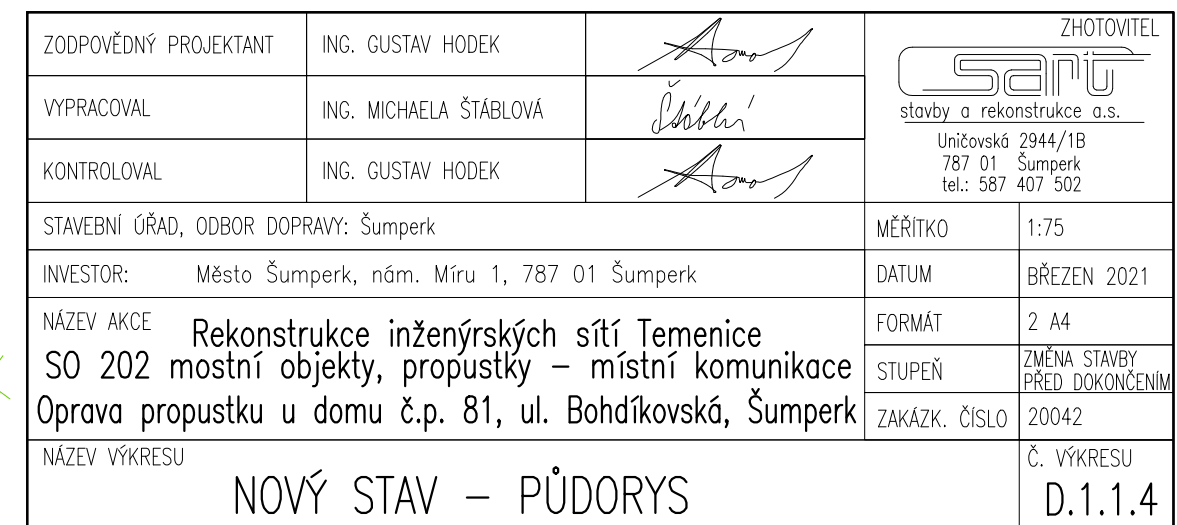 ZODPOVĚDNÝ PROJEKTANT ING. GUSTAV HODEK
VYPRACOVAL ING. MICHAELA ŠTÁBLOVÁ
KONTROLOVAL ING. GUSTAV HODEK
ZHOTOVITEL
sart
stavby a rekonstrukce a.s.
Uničovská 2944/1B
787 01 Šumperk
tel.: 587 407 502
STAVEBNÍ ÚŘAD, ODBOR DOPRAVY: Šumperk
MĚŘÍTKO 1:75
INVESTOR: Město Šumperk, nám. Míru 1, 787 01 Šumperk
DATUM BŘEZEN 2021
NÁZEV AKCE
Rekonstrukce inženýrských sítí Temenice
SO 202 mostní objekty, propustky – místní komunikace
Oprava propustku u domu č.p. 81, ul. Bohdíkovská, Šumperk
FORMÁT 2 A4
STUPEŇ ZMĚNA STAVBY
PŘED DOKONČENÍM
ZAKÁZK. ČÍSLO 20042
NÁZEV VÝKRESU
NOVÝ STAV – PŮDORYS
Č. VÝKRESU
D.1.1.4